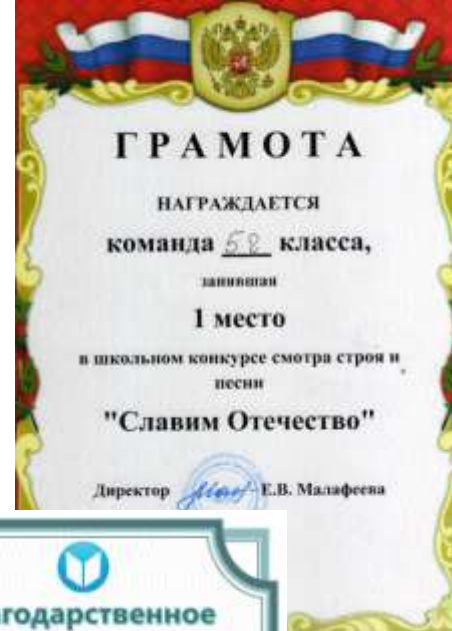 ГРАМОТА
НАГРАЖДАЕТСЯ
команда класса,
занявшая
1 место
в школьном конкурсе смотра строя и
песни
"Славим Отечество"
Директор Е.В. Малафеева
агодарственное